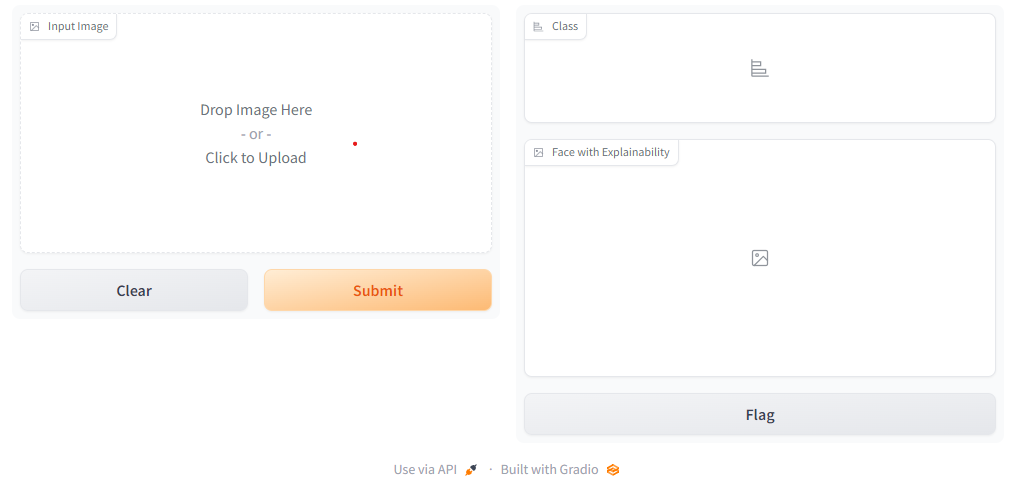 Input Image
Drop Image Here
- or -
Click to Upload
Clear
Submit
Class
Face with Explainability
Flag
Use via API · Built with Gradio